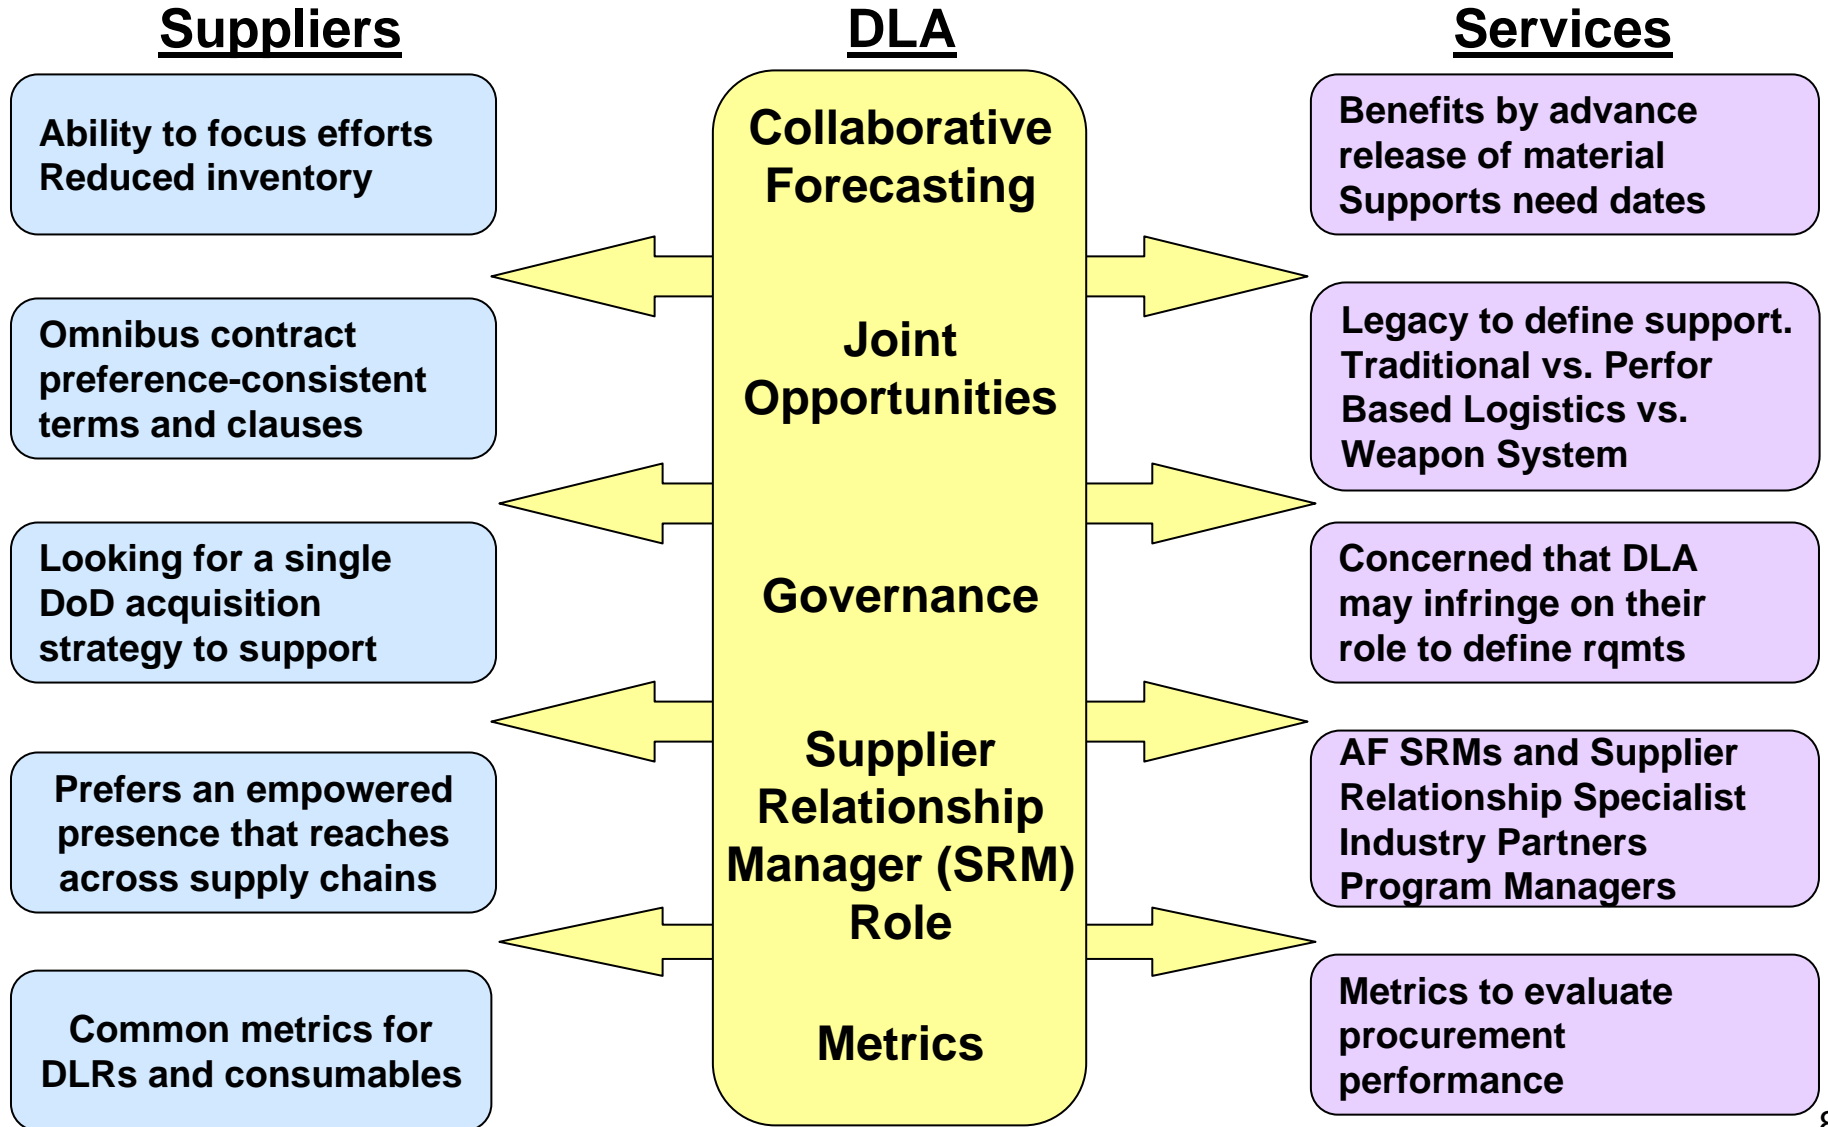 Suppliers
DLA
Services
Ability to focus efforts
Reduced inventory
Omnibus contract
preference-consistent
terms and clauses
Looking for a single
DoD acquisition
strategy to support
Prefers an empowered
presence that reaches
across supply chains
Common metrics for
DLRs and consumables
Collaborative
Forecasting
Joint
Opportunities
Governance
Supplier
Relationship
Manager (SRM)
Role
Metrics
Benefits by advance
release of material
Supports need dates
Legacy to define support.
Traditional vs. Perfor
Based Logistics vs.
Weapon System
Concerned that DLA
may infringe on their
role to define rqmts
AF SRMs and Supplier
Relationship Specialist
Industry Partners
Program Managers
Metrics to evaluate
procurement
performance